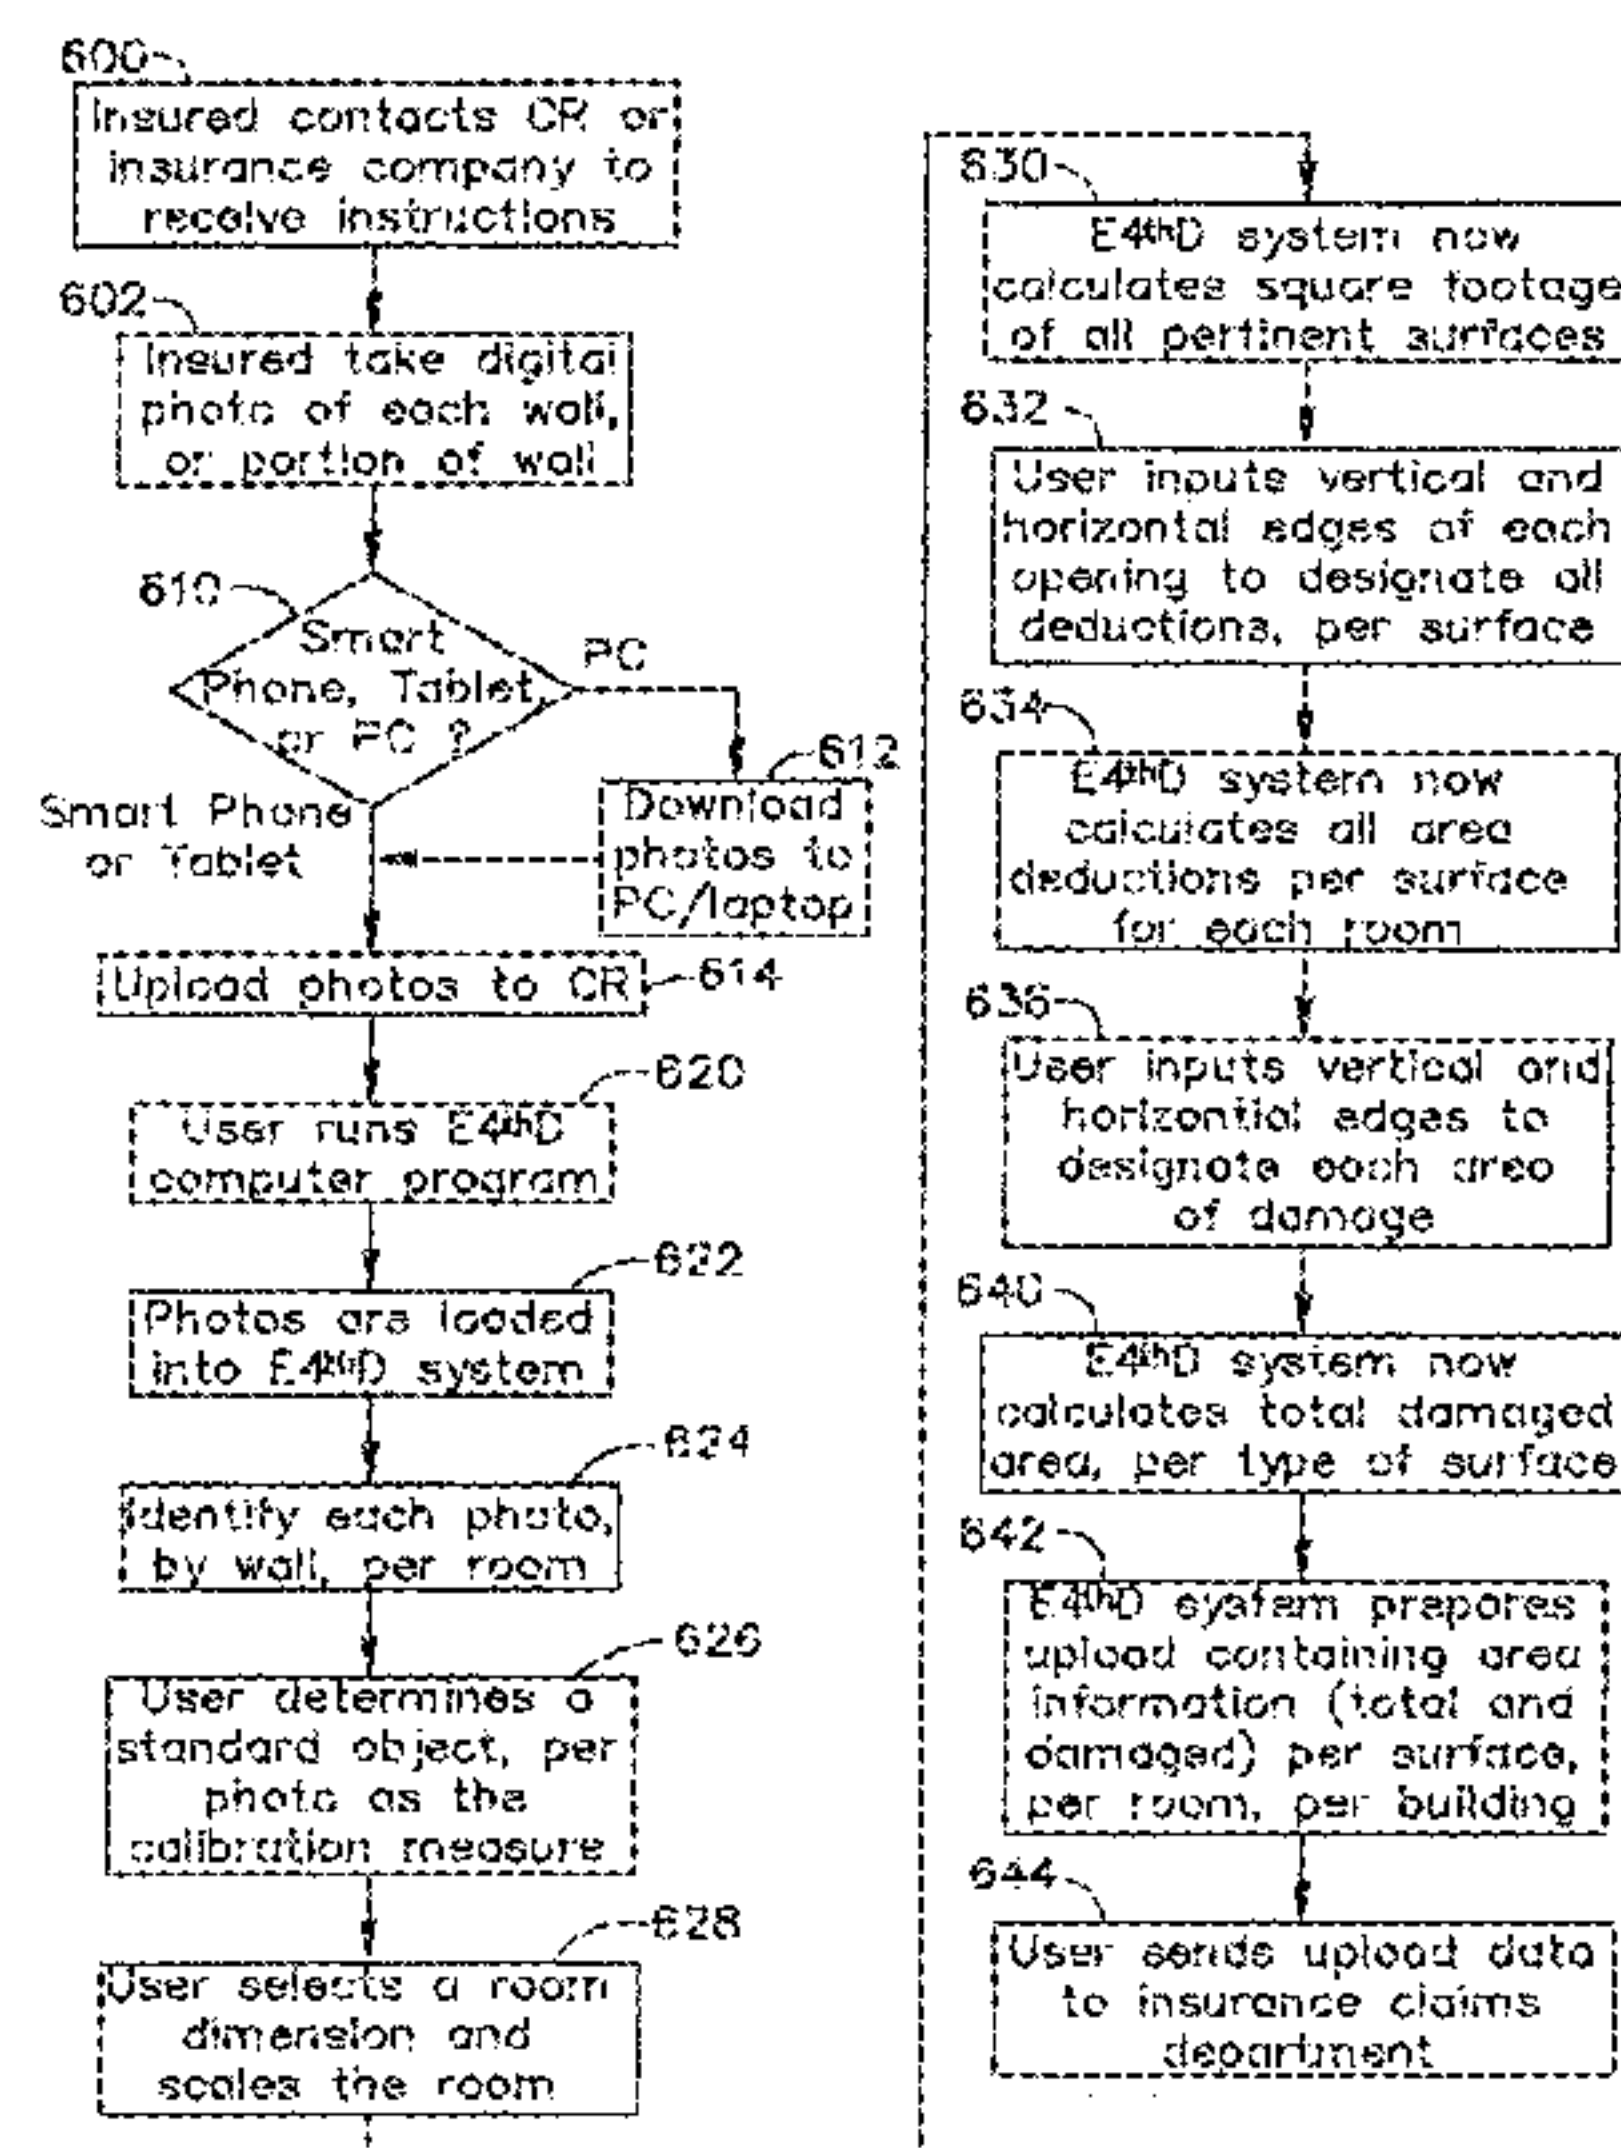 600
Insured contacts CR or
insurance company to
receive instructions
602
Insured take digital
photo of each wall,
or portion of wall
610
Smart
Phone, Tablet,
or PC ?
PC
612
Download
photos to
PC/laptop
Smart Phone
or Tablet
Upload photos to CR
614
620
User runs E4thD
computer program
622
Photos are loaded
into E4thD system
624
Identify each photo,
by wall, per room
626
User determines a
standard object, per
photo as the
calibration measure
628
User selects a room
dimension and
scales the room
630
E4thD system now
calculates square footage
of all pertinent surfaces
632
User inputs vertical and
horizontal edges of each
opening to designate all
deductions, per surface
634
E4thD system now
calculates all area
deductions per surface
for each room
636
User inputs vertical and
horizontial edges to
designate each area
of damage
640
E4thD system now
calculates total damaged
area, per type of surface
642
E4thD system prepares
upload containing area
information (total and
damaged) per surface,
per room, per building
644
User sends upload data
to insurance claims
department